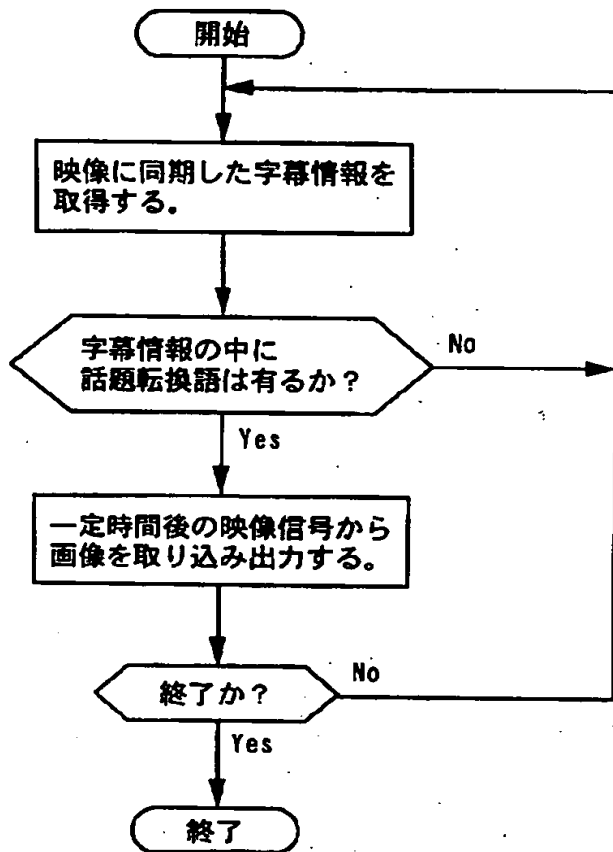 開始
映像に同期した字幕情報を
取得する。
字幕情報の中に
話題転換語は有るか?
No
Yes
一定時間後の映像信号から
画像を取り込み出力する。
終了か?
No
Yes
終了